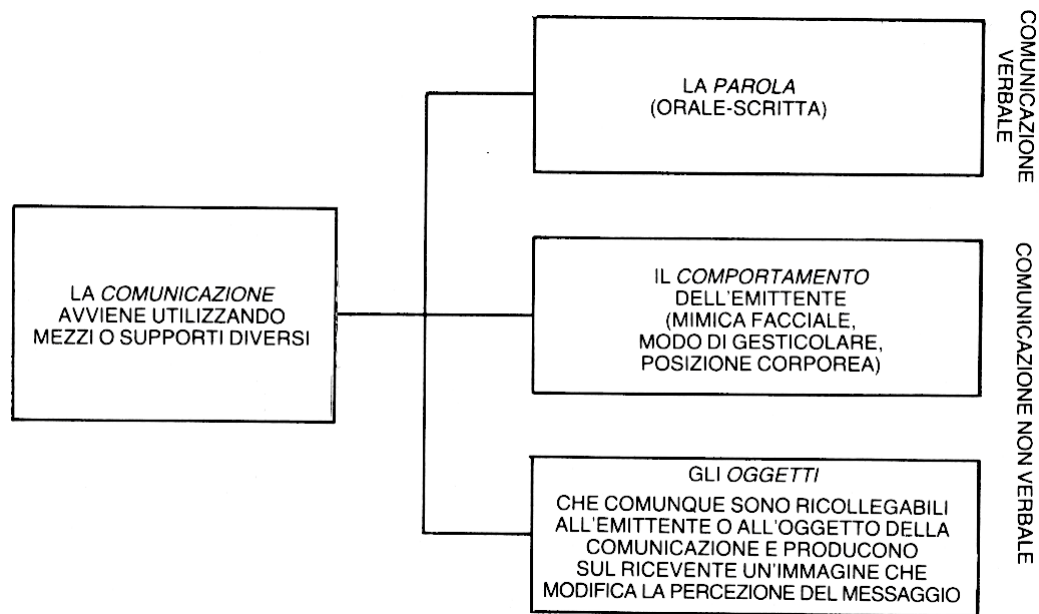 LA COMUNICAZIONE
AVVIENE UTILIZZANDO
MEZZI O SUPPORTI DIVERSI
LA PAROLA
(ORALE-SCRITTA)
COMUNICAZIONE
VERBALE
IL COMPORTAMENTO
DELL'EMITTENTE
(MIMICA FACCIALE,
MODO DI GESTICOLARE,
POSIZIONE CORPOREA)
GLI OGGETTI
CHE COMUNQUE SONO RICOLLEGABILI
ALL'EMITTENTE O ALL'OGGETTO DELLA
COMUNICAZIONE E PRODUCONO
SUL RICEVENTE UN'IMMAGINE CHE
MODIFICA LA PERCEZIONE DEL MESSAGGIO
COMUNICAZIONE NON VERBALE